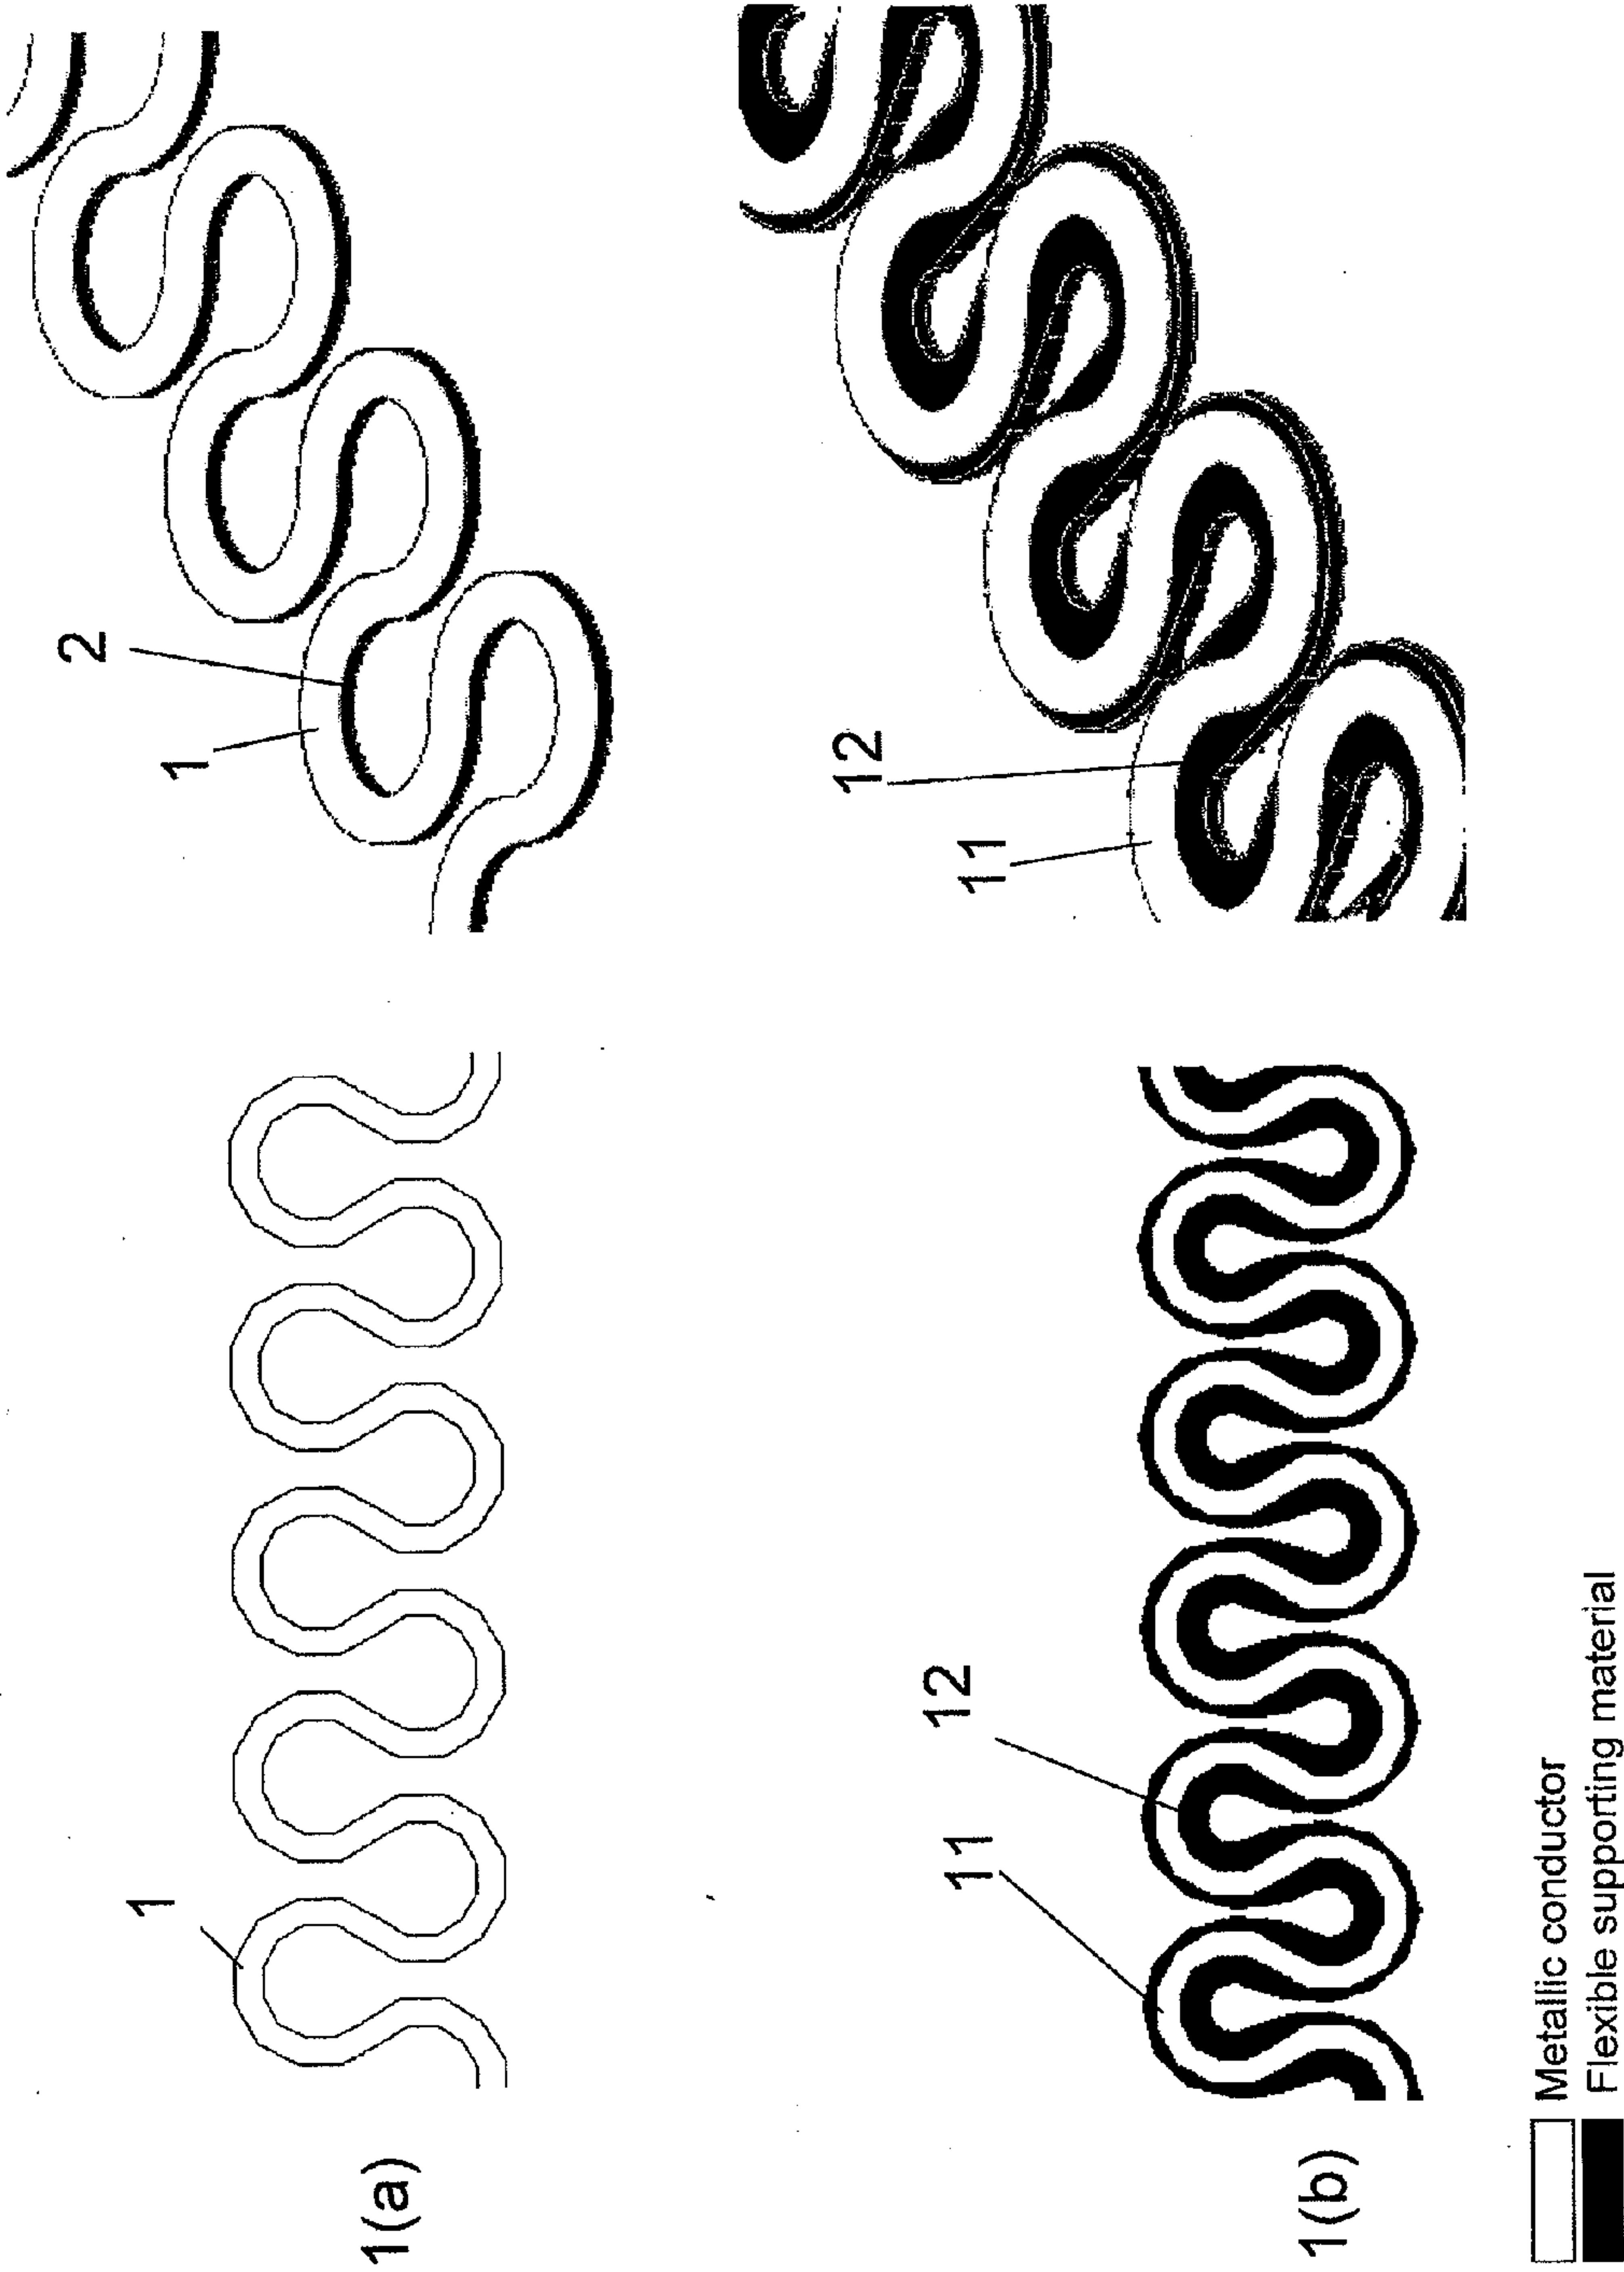 1(a)
1
1
2
1(b)
11
12
11
12
Metallic conductor
Flexible supporting material